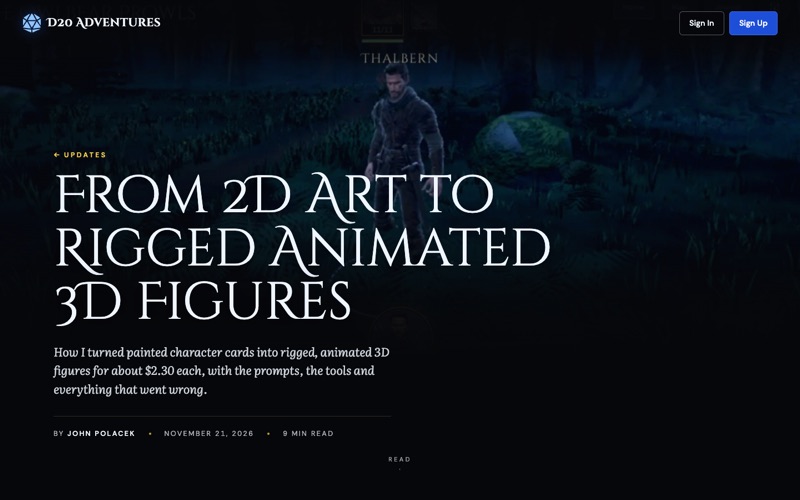 D20 ADVENTURES
Sign In
Sign Up
THALBERN
← UPDATES
FROM 2D ART TO
RIGGED ANIMATED
3D FIGURES
How I turned painted character cards into rigged, animated 3D
figures for about $2.30 each, with the prompts, the tools and
everything that went wrong.
BY JOHN POLACEK • NOVEMBER 21, 2026 • 9 MIN READ
READ